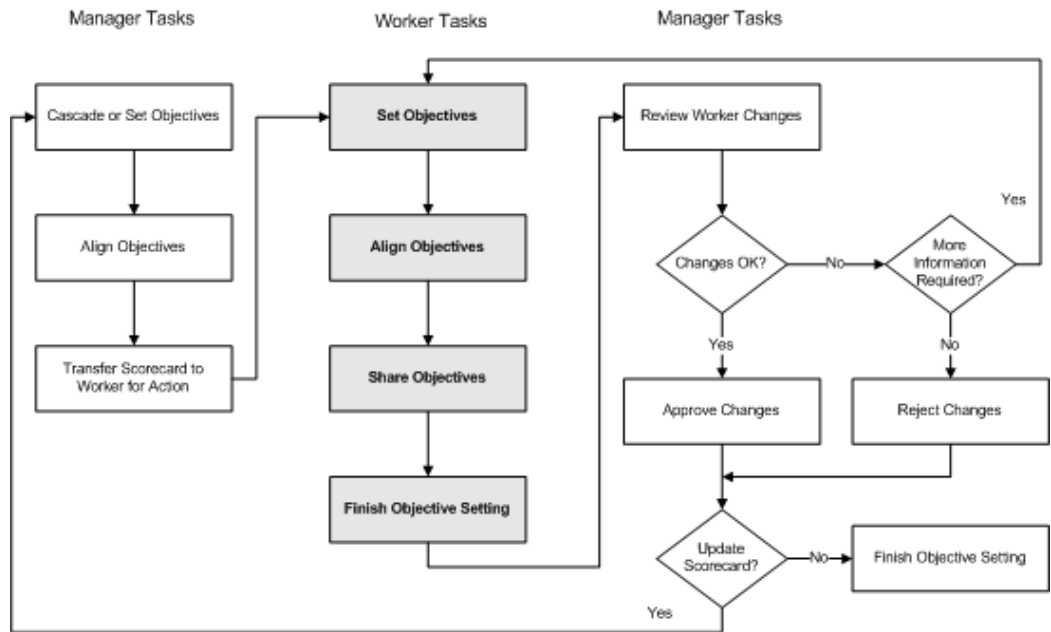 Manager Tasks
Worker Tasks
Manager Tasks
Cascade or Set Objectives
Set Objectives
Review Worker Changes
Yes
Align Objectives
Align Objectives
Changes OK?
No
More
Information
Required?
Yes
No
Transfer Scorecard to
Worker for Action
Share Objectives
Approve Changes
Reject Changes
Finish Objective Setting
Update
Scorecard?
No
Finish Objective Setting
Yes